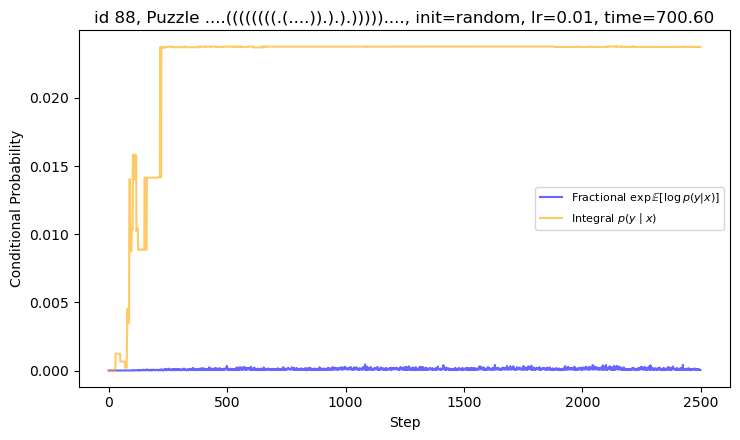 id 88, Puzzle ....((((((((.(....)).).).)))))...., init=random, lr=0.01, time=700.60
Conditional Probability
0.020
0.015
0.010
0.005
0.000
Fractional exp𝔼[log p(y|x)]
Integral p(y | x)
0
500
1000
1500
2000
2500
Step